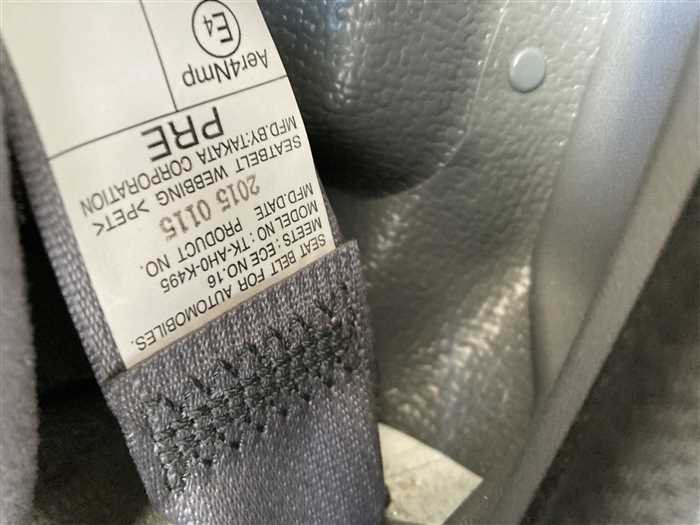 SEAT BELT FOR AUTOMOBILES.
MEETS : ECE NO.16
MODEL NO : TK-AH0-K495
MFD.DATE PRODUCT NO.
2015 0115
SEATBELT WEBBING >PET<
MFD.BY:TAKATA CORPORATION
PRE
Aer4Nmp
E4